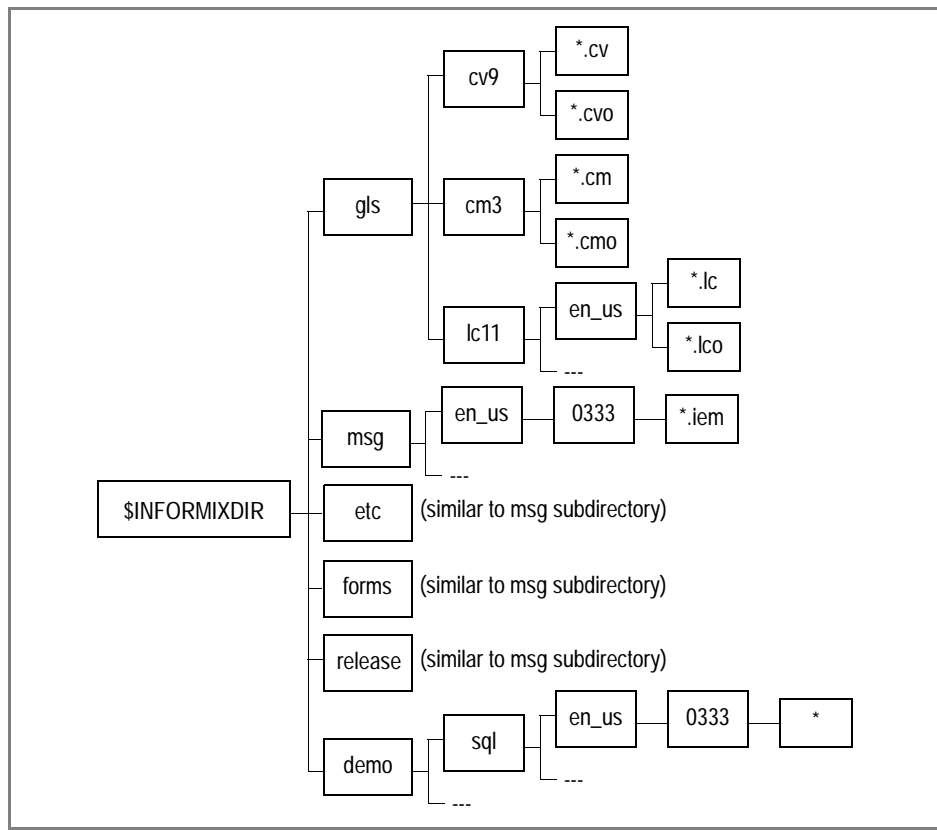 *.cv
cv9
*.cvo
*.cm
gls
cm3
*.cmo
*.lc
en_us
lc11
*.lco
---
en_us
0333
*.iem
msg
---
$INFORMIXDIR
etc
(similar to msg subdirectory)
forms
(similar to msg subdirectory)
release
(similar to msg subdirectory)
en_us
0333
*
sql
demo
---
---